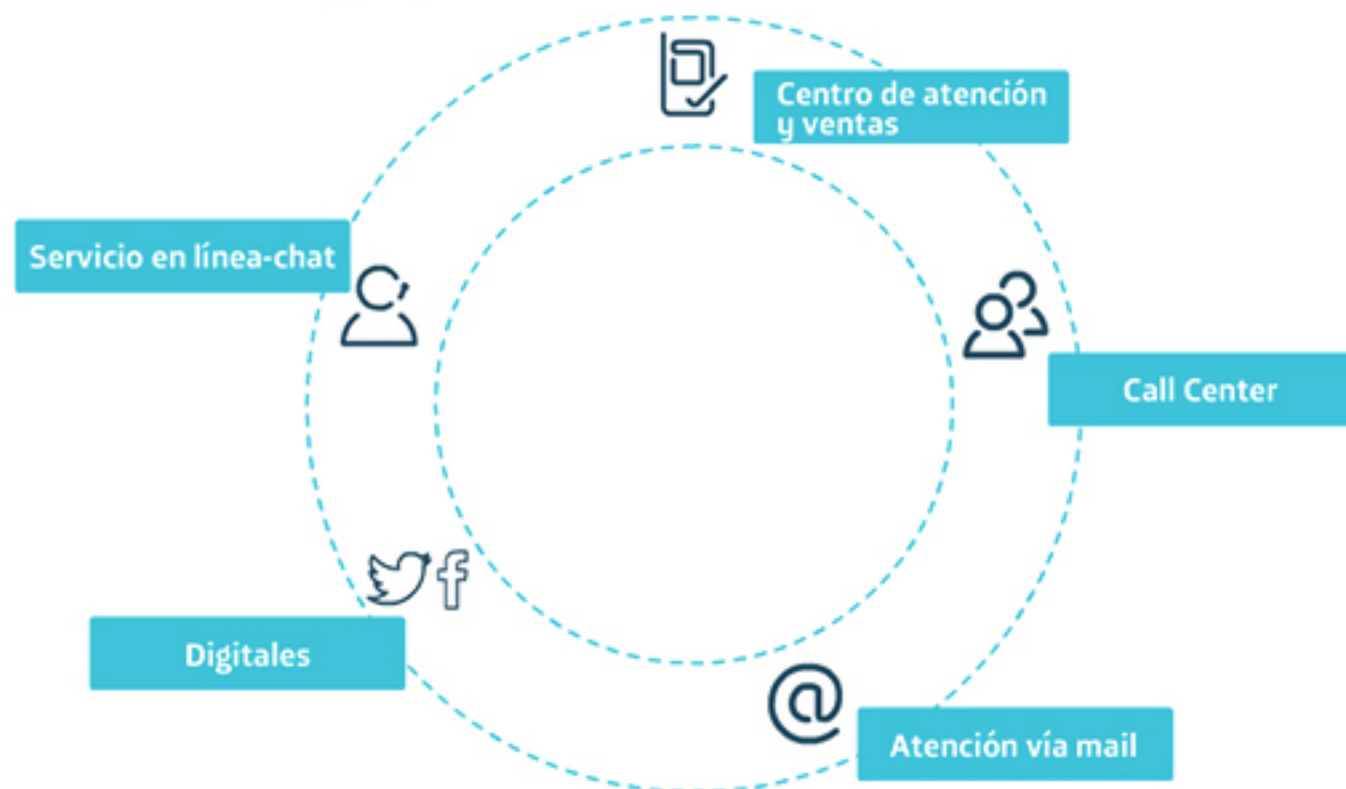 Centro de atención
y ventas
Servicio en línea-chat
Call Center
Digitales
Atención vía mail